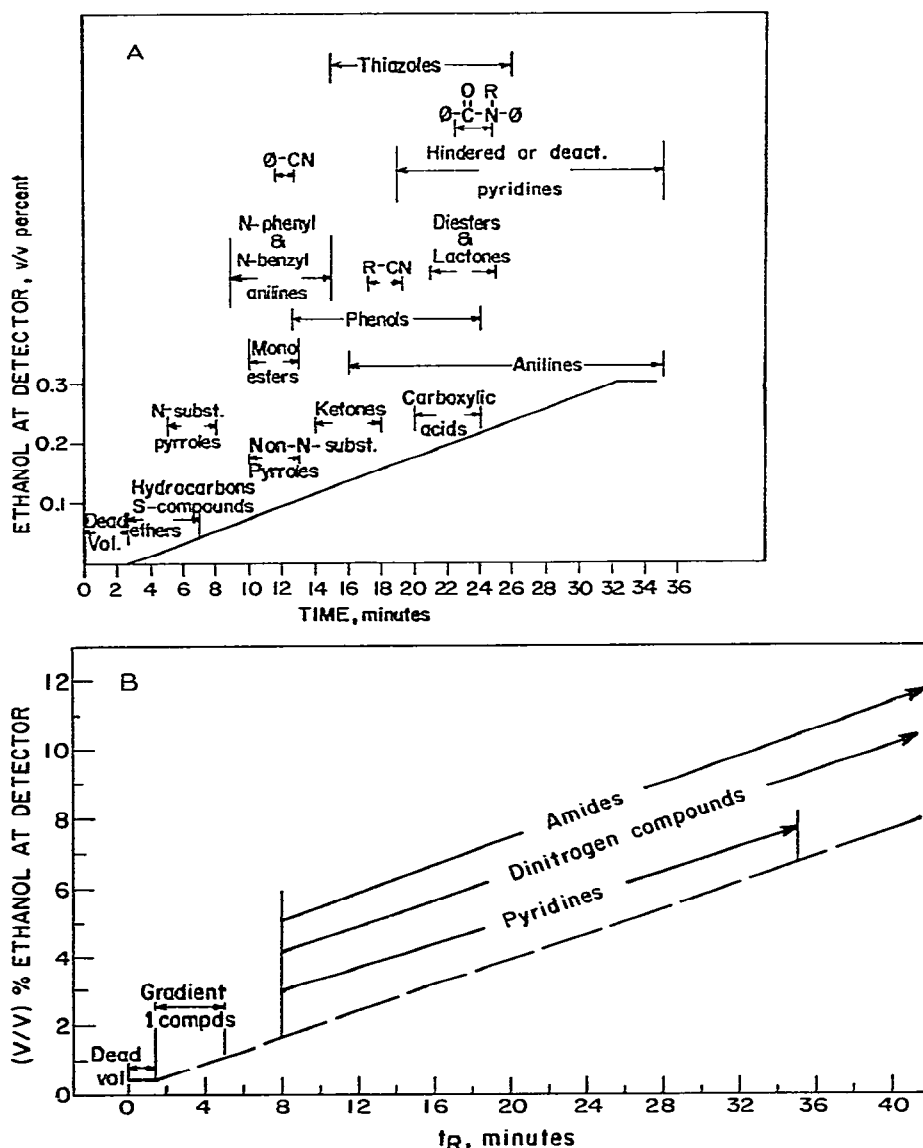 A
Thiazoles
O R
Ø-C-N-Ø
Hindered or deact.
pyridines
Ø-CN
N-phenyl
&
N-benzyl
anilines
Diesters
&
Lactones
R-CN
Phenols
Mono
esters
Anilines
N-subst.
pyrroles
Ketones
Carboxylic
acids
Non-N-subst.
Pyrroles
Hydrocarbons
S-compounds
ethers
Dead
Vol.
ETHANOL AT DETECTOR, v/v percent
0.3
0.2
0.1
0 2 4 6 8 10 12 14 16 18 20 22 24 26 28 30 32 34 36
TIME, minutes
B
(V/V) % ETHANOL AT DETECTOR
12
10
8
6
4
2
0
Amides
Dinitrogen compounds
Pyridines
Gradient
1 compds
Dead
vol
0 4 8 12 16 20 24 28 32 36 40
tR, minutes